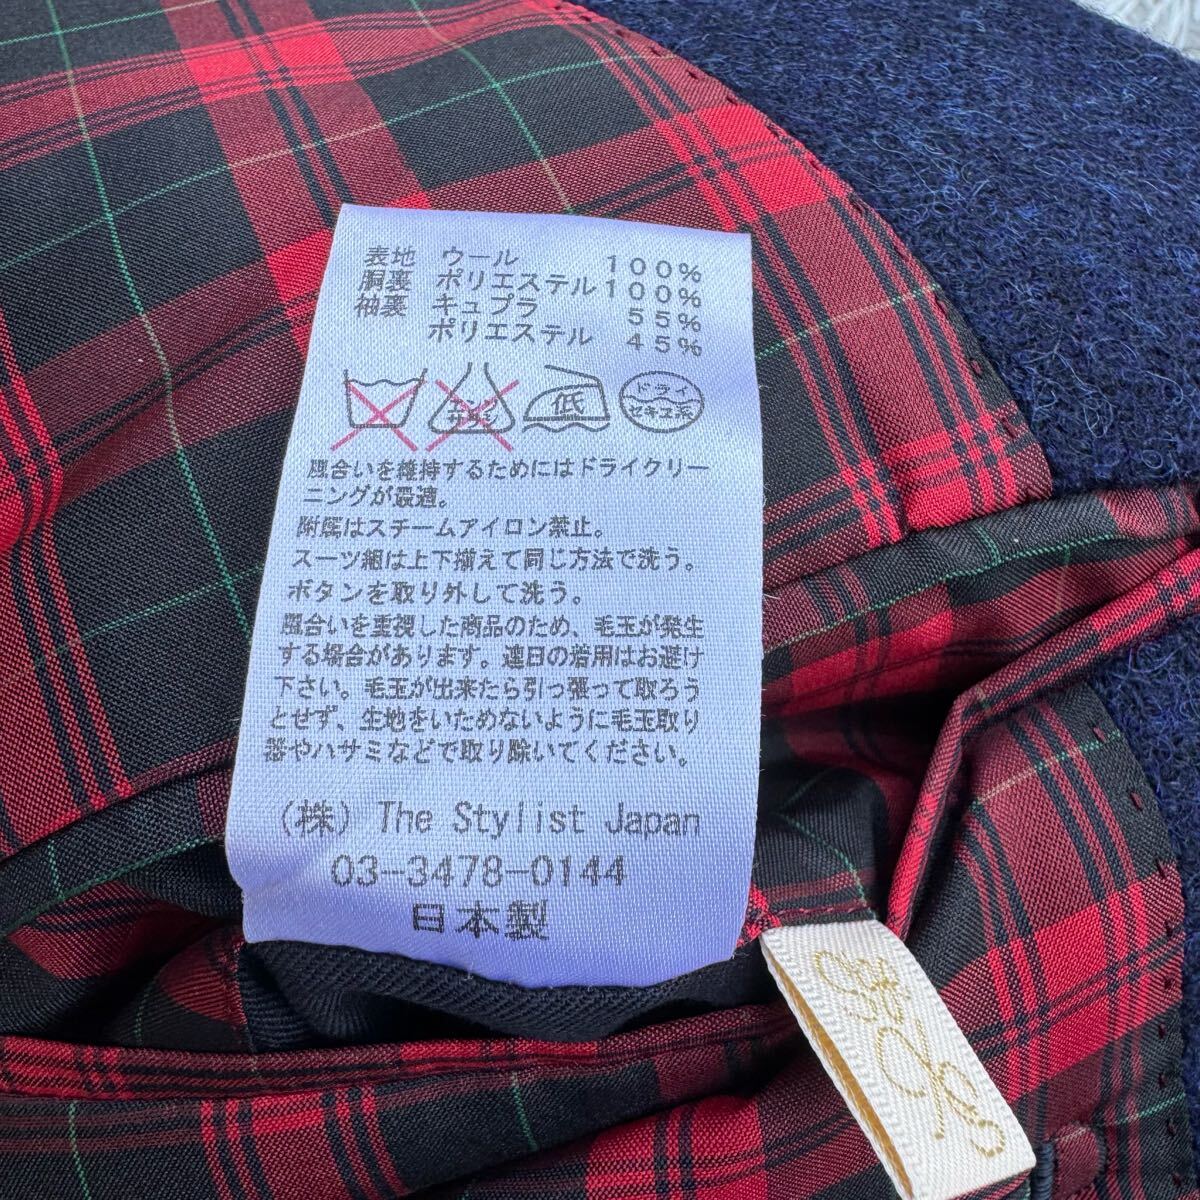 表地 ウール 100%
胴裏 ポリエステル100%
袖裏 キュプラ 55%
ポリエステル 45%
エンソ サラシ 低 ドライ
セキユ系
風合いを維持するためにはドライクリー
ニングが最適。
附属はスチームアイロン禁止。
スーツ組は上下揃えて同じ方法で洗う。
ボタンを取り外して洗う。
風合いを重視した商品のため、毛玉が発生
する場合があります。連日の着用はお避け
下さい。毛玉が出来たら引っ張って取ろう
とせず、生地をいためないように毛玉取り
器やハサミなどで取り除いてください。
(株) The Stylist Japan
03-3478-0144
日本製